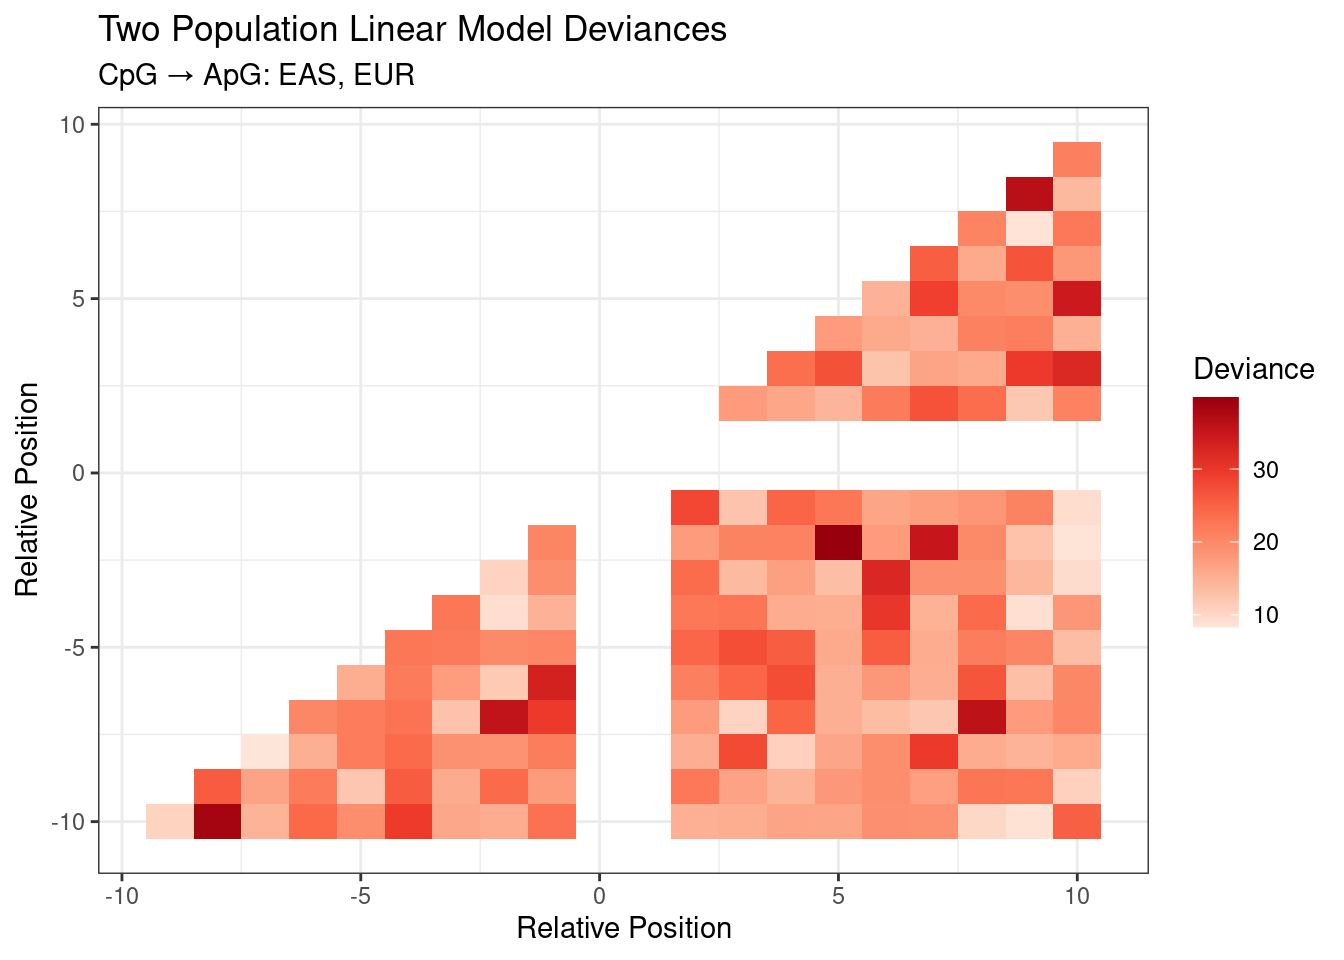 Two Population Linear Model Deviances
CpG → ApG: EAS, EUR
10
5
0
-5
-10
Relative Position
-10
-5
0
5
10
Relative Position
Deviance
30
20
10